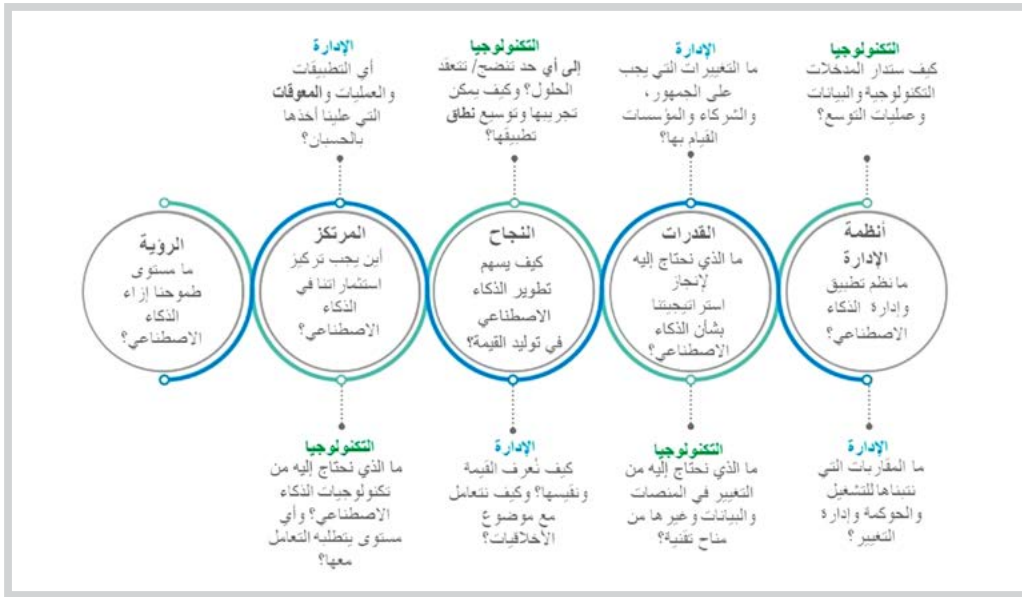 التكنولوجيا
كيف ستدار المدخلات
التكنولوجية والبيانات
وعمليات التوسع؟
الإدارة
ما التغييرات التي يجب
على الجمهور،
والشركاء والمؤسسات
القيام بها؟
التكنولوجيا
إلى أي حد تنضج/ تتعقد
الحلول؟ وكيف يمكن
تجريبها وتوسيع نطاق
تطبيقها؟
الإدارة
أي التطبيقات
والعمليات والمعوقات
التي علينا أخذها
بالحسبان؟
أنظمة
الإدارة
ما نظم تطبيق
وإدارة الذكاء
الاصطناعي؟
القدرات
ما الذي نحتاج إليه
لإنجاز
استراتيجيتنا
بشأن الذكاء
الاصطناعي؟
النجاح
كيف يسهم
تطوير الذكاء
الاصطناعي
في توليد القيمة؟
المرتكز
أين يجب تركيز
استثماراتنا في
الذكاء
الاصطناعي؟
الرؤية
ما مستوى
طموحنا إزاء
الذكاء
الاصطناعي؟
الإدارة
ما المقاربات التي
نتبناها للتشغيل
والحوكمة وإدارة
التغيير؟
التكنولوجيا
ما الذي نحتاج إليه من
التغيير في المنصات
والبيانات وغيرها من
مناح تقنية؟
الإدارة
كيف نُعرف القيمة
ونقيسها؟ وكيف نتعامل
مع موضوع
الأخلاقيات؟
التكنولوجيا
ما الذي نحتاج إليه من
تكنولوجيات الذكاء
الاصطناعي؟ وأي
مستوى يتطلبه التعامل
معها؟